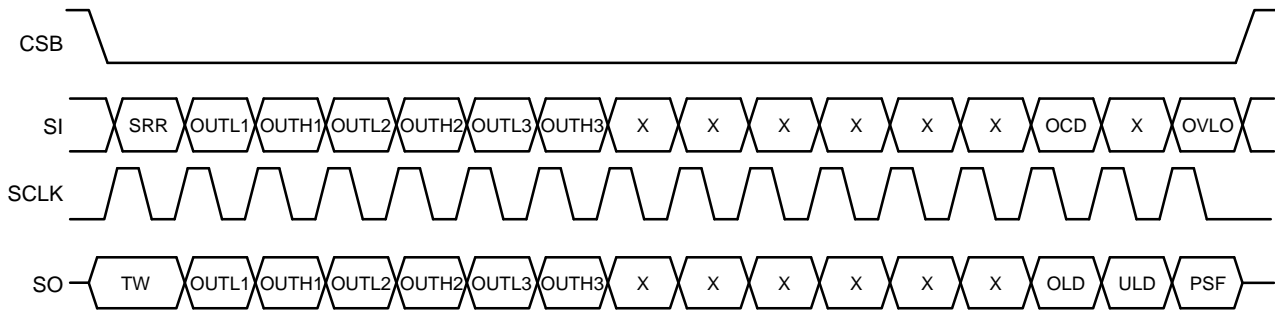 CSB
SI SRR OUTL1 OUTH1 OUTL2 OUTH2 OUTL3 OUTH3 X X X X X X OCD X OVLO
SCLK
SO TW OUTL1 OUTH1 OUTL2 OUTH2 OUTL3 OUTH3 X X X X X X OLD ULD PSF